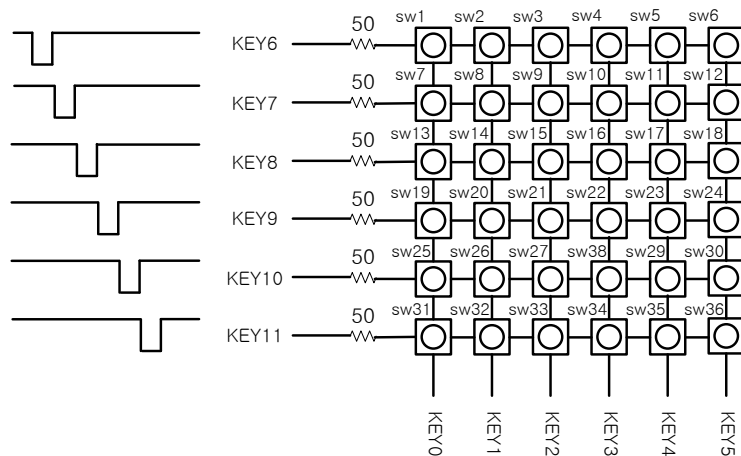 50 sw1 sw2 sw3 sw4 sw5 sw6
KEY6
50 sw7 sw8 sw9 sw10 sw11 sw12
KEY7
50 sw13 sw14 sw15 sw16 sw17 sw18
KEY8
50 sw19 sw20 sw21 sw22 sw23 sw24
KEY9
50 sw25 sw26 sw27 sw38 sw29 sw30
KEY10
50 sw31 sw32 sw33 sw34 sw35 sw36
KEY11
KEY0
KEY1
KEY2
KEY3
KEY4
KEY5